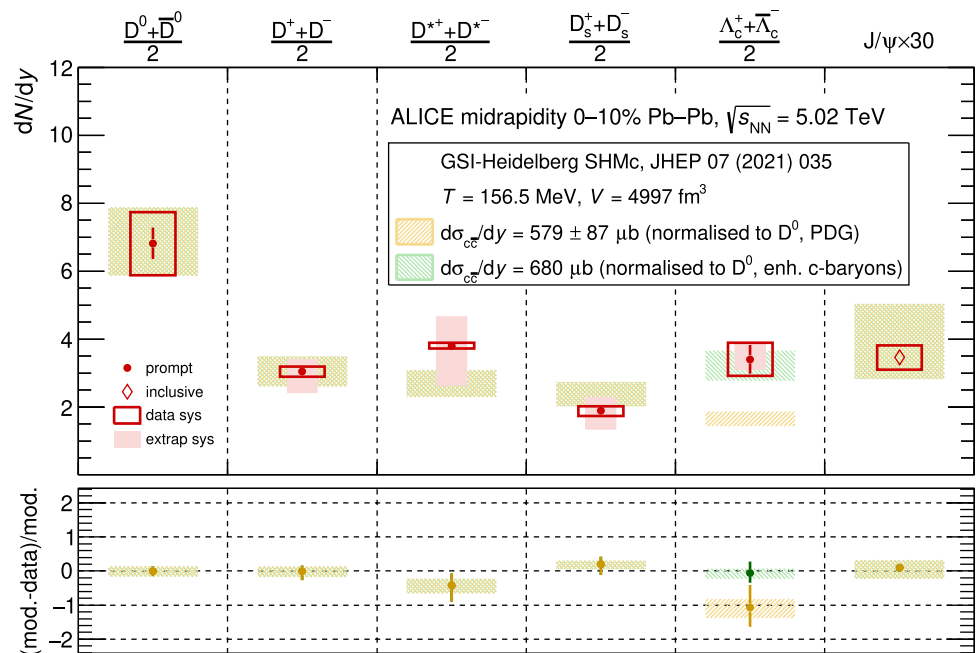 D⁰+D̅⁰ D⁺+D⁻ D*⁺+D*⁻ Dₛ⁺+Dₛ⁻ Λ_c⁺+Λ̅_c⁻ J/ψ×30
2 2 2 2 2
dN/dy
12
10
8
6
4
2
ALICE midrapidity 0–10% Pb–Pb, √s_NN = 5.02 TeV
GSI-Heidelberg SHMc, JHEP 07 (2021) 035
T = 156.5 MeV, V = 4997 fm³
dσ_cc̅/dy = 579 ± 87 μb (normalised to D⁰, PDG)
dσ_cc̅/dy = 680 μb (normalised to D⁰, enh. c-baryons)
prompt
inclusive
data sys
extrap sys
(mod.-data)/mod.
2
1
0
−1
−2